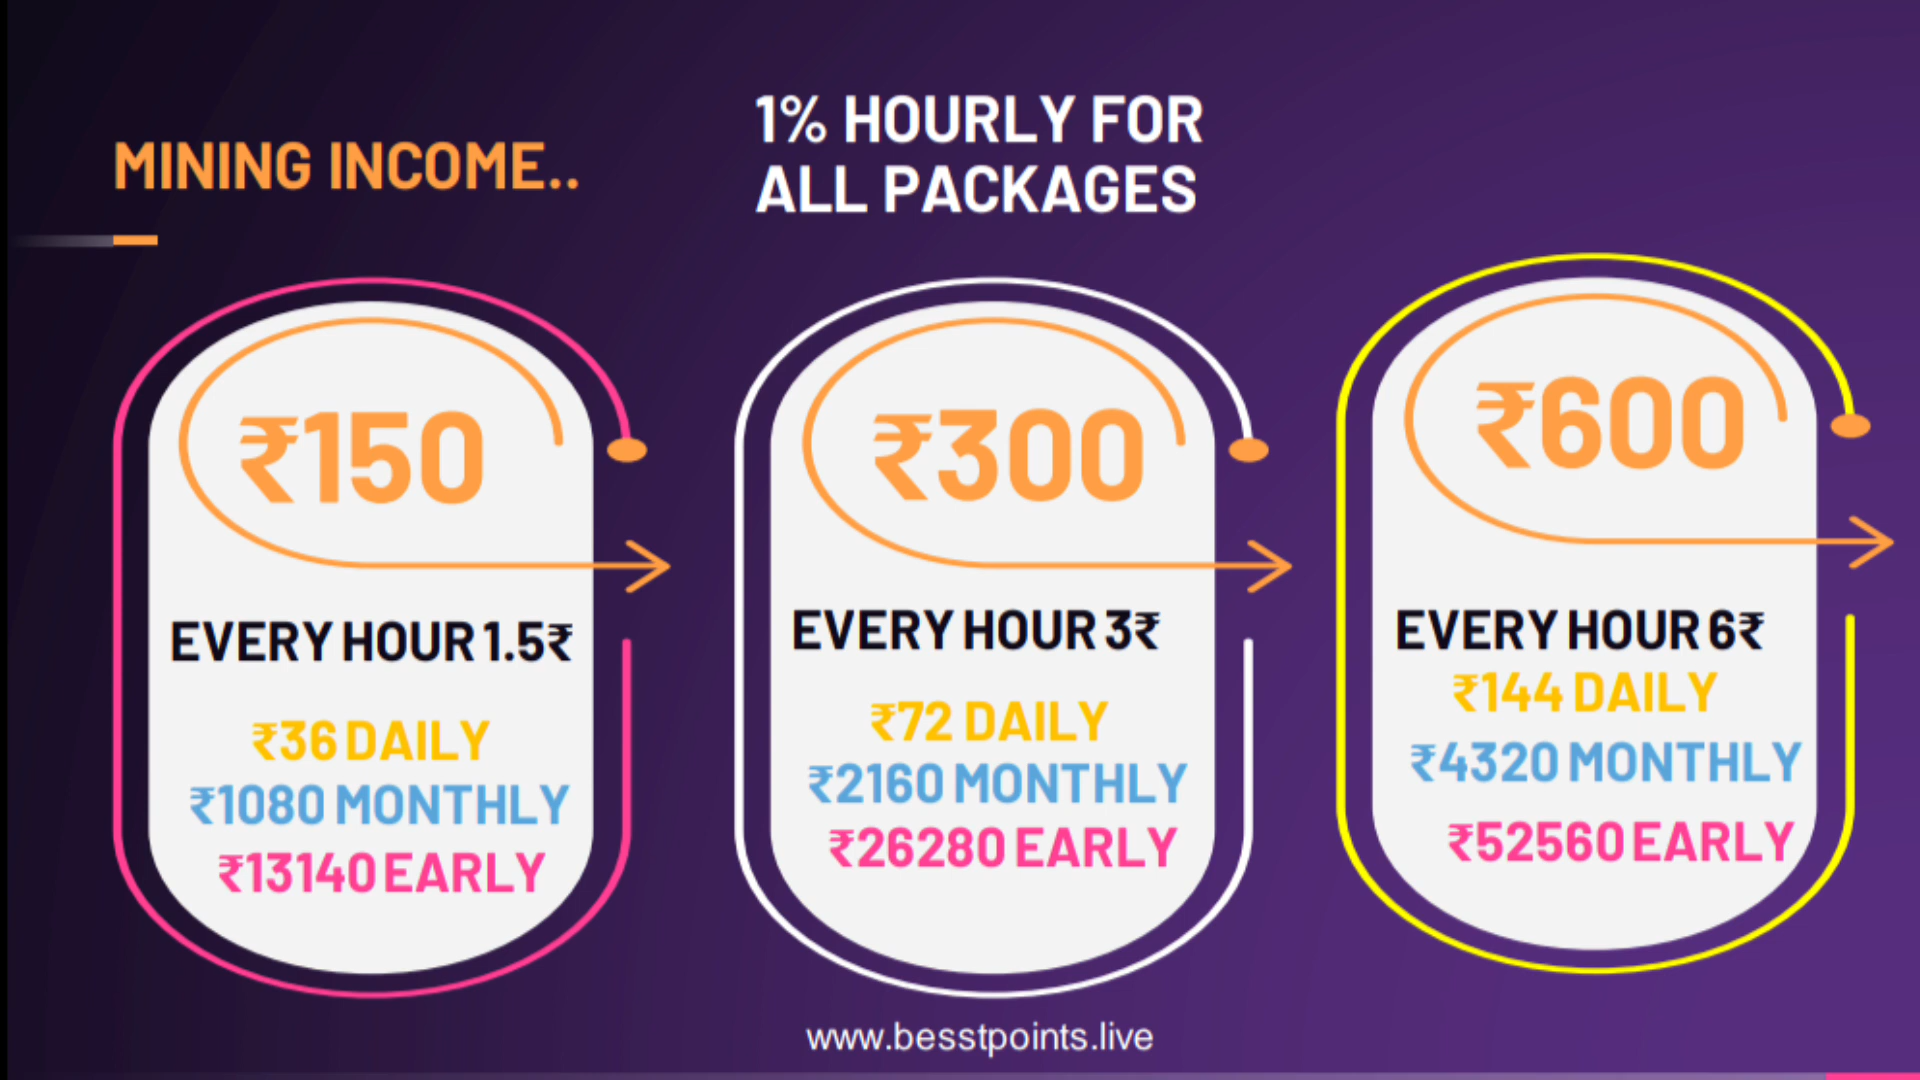 MINING INCOME..
1% HOURLY FOR
ALL PACKAGES
₹150
EVERY HOUR 1.5₹
₹36 DAILY
₹1080 MONTHLY
₹13140 EARLY
₹300
EVERY HOUR 3₹
₹72 DAILY
₹2160 MONTHLY
₹26280 EARLY
₹600
EVERY HOUR 6₹
₹144 DAILY
₹4320 MONTHLY
₹52560 EARLY
www.besstpoints.live